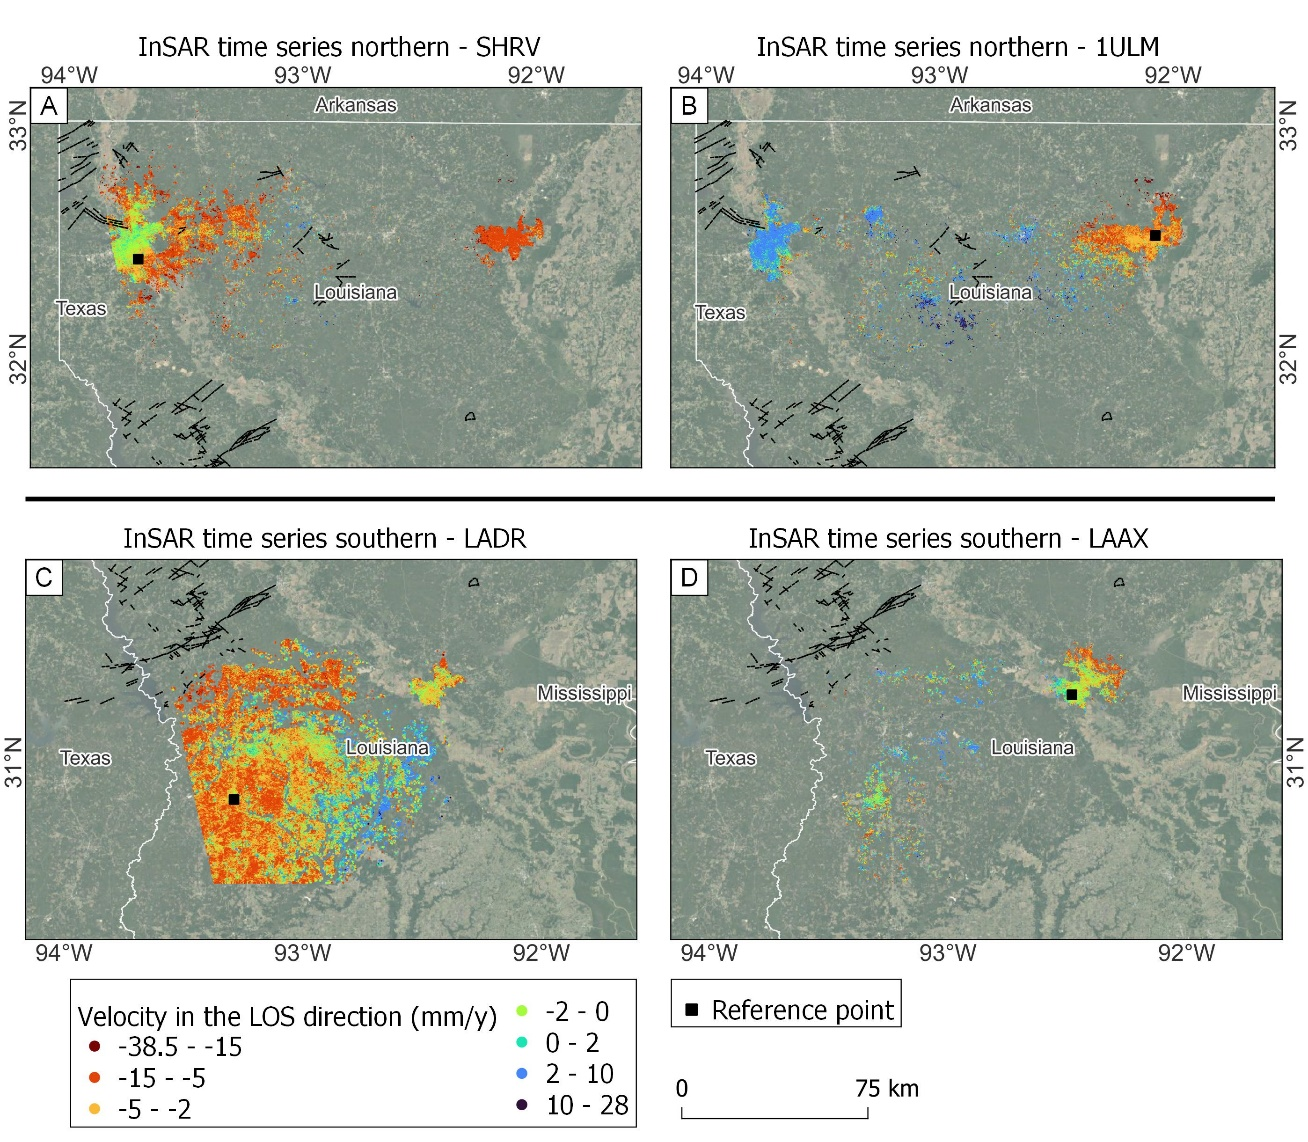 InSAR time series northern - SHRV
InSAR time series northern - 1ULM
94°W 93°W 92°W
94°W 93°W 92°W
A
Arkansas
B
Arkansas
33°N
33°N
Louisiana
Texas
Louisiana
Texas
32°N
32°N
InSAR time series southern - LADR
InSAR time series southern - LAAX
C
D
Mississippi
Mississippi
Louisiana
Texas
Louisiana
Texas
31°N
31°N
94°W 93°W 92°W
94°W 93°W 92°W
Velocity in the LOS direction (mm/y)
-38.5 - -15
-15 - -5
-5 - -2
-2 - 0
0 - 2
2 - 10
10 - 28
Reference point
0 75 km